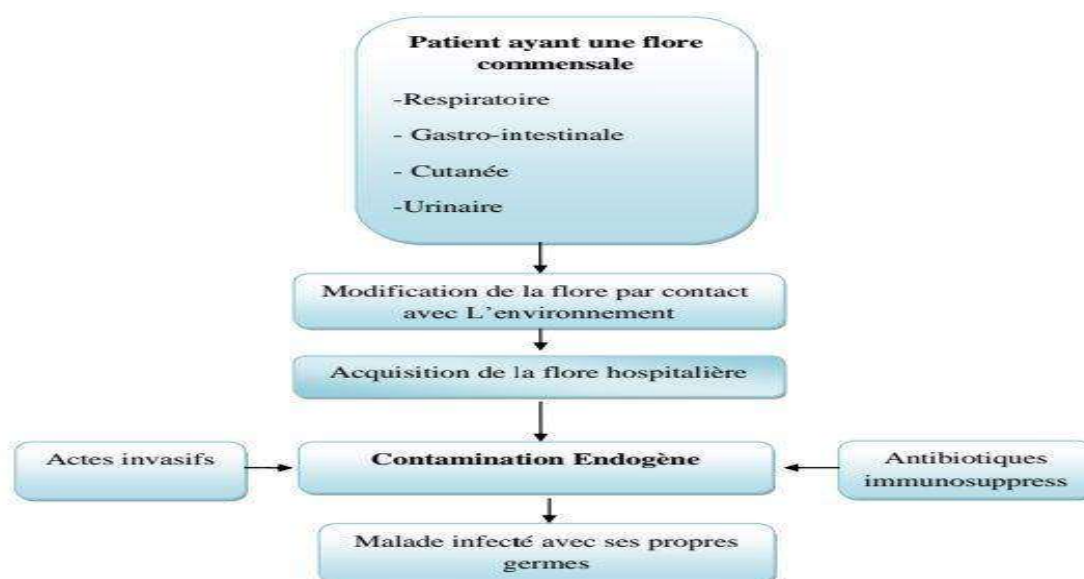 Patient ayant une flore
commensale
-Respiratoire
- Gastro-intestinale
- Cutanée
-Urinaire
Modification de la flore par contact
avec L’environnement
Acquisition de la flore hospitalière
Actes invasifs
Contamination Endogène
Antibiotiques
immunosuppress
Malade infecté avec ses propres
germes